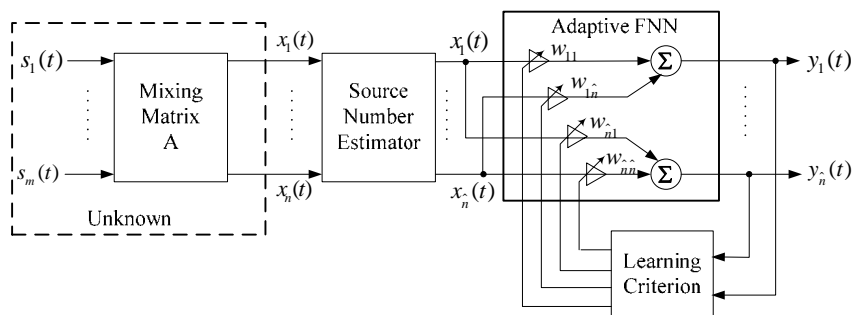 Adaptive FNN
s₁(t)
x₁(t)
x₁(t)
w₁₁
Σ
y₁(t)
Mixing
Matrix
A
Source
Number
Estimator
w₁n̂
wn̂1
wn̂n̂
Σ
sₘ(t)
xₙ(t)
xn̂(t)
yn̂(t)
Unknown
Learning
Criterion